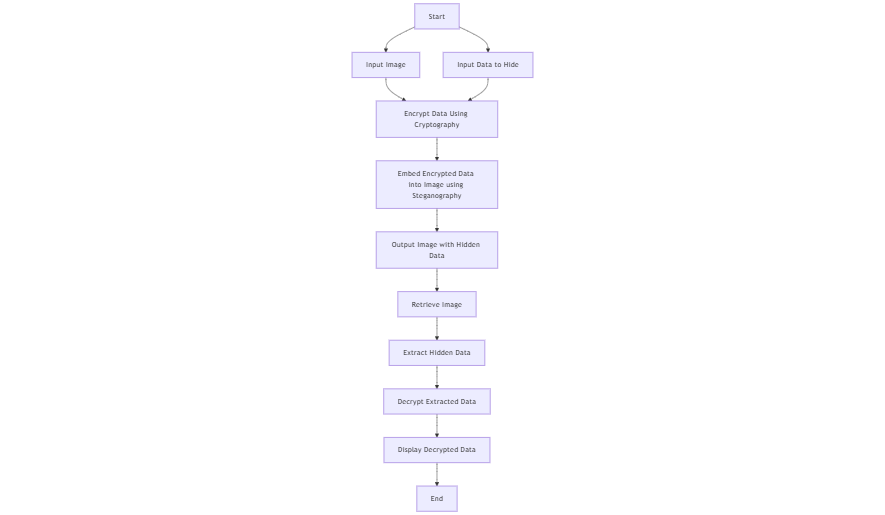 Start
Input Image
Input Data to Hide
Encrypt Data Using
Cryptography
Embed Encrypted Data
Into Image using
Steganography
Output Image with Hidden
Data
Retrieve Image
Extract Hidden Data
Decrypt Extracted Data
Display Decrypted Data
End